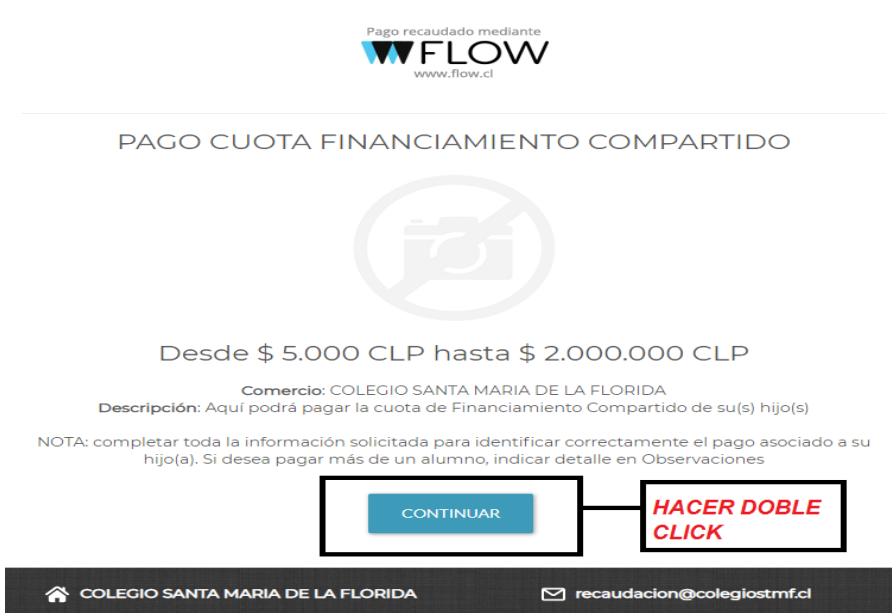 Pago recaudado mediante
FLOW
www.flow.cl
PAGO CUOTA FINANCIAMIENTO COMPARTIDO
Desde $ 5.000 CLP hasta $ 2.000.000 CLP
Comercio: COLEGIO SANTA MARIA DE LA FLORIDA
Descripción: Aquí podrá pagar la cuota de Financiamiento Compartido de su(s) hijo(s)
NOTA: completar toda la información solicitada para identificar correctamente el pago asociado a su
hijo(a). Si desea pagar más de un alumno, indicar detalle en Observaciones
CONTINUAR
HACER DOBLE
CLICK
COLEGIO SANTA MARIA DE LA FLORIDA
recaudacion@colegiostmf.cl